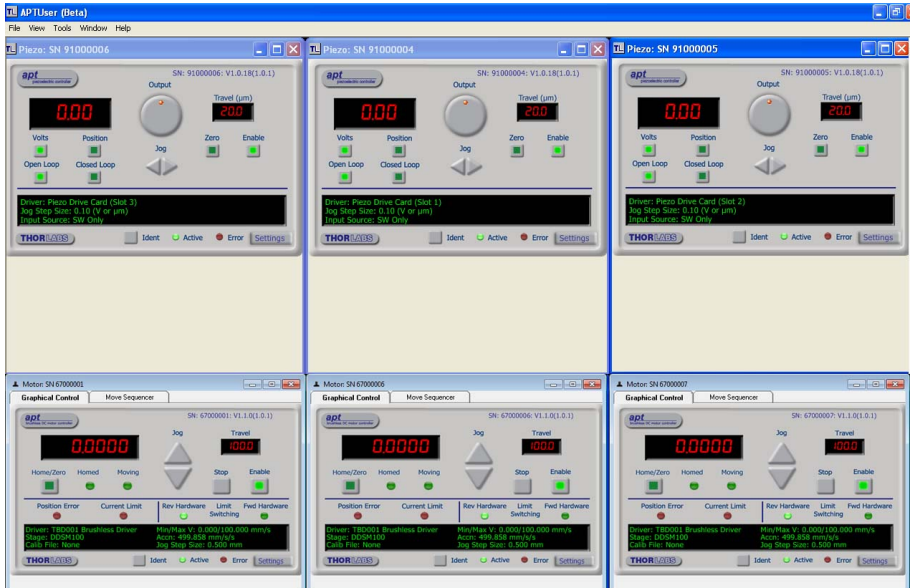 APTUser (Beta)
File View Tools Window Help
Piezo: SN 91000006
apt
SN: 91000006: V1.0.18(1.0.1)
Output
0.00
Travel (µm)
20.0
Volts Position Zero Enable
Jog
Open Loop Closed Loop
Driver: Piezo Drive Card (Slot 3)
Jog Step Size: 0.10 (V or µm)
Input Source: SW Only
THORLABS Ident Active Error Settings
Piezo: SN 91000004
apt
SN: 91000004: V1.0.18(1.0.1)
Output
0.00
Travel (µm)
20.0
Volts Position Zero Enable
Jog
Open Loop Closed Loop
Driver: Piezo Drive Card (Slot 1)
Jog Step Size: 0.10 (V or µm)
Input Source: SW Only
THORLABS Ident Active Error Settings
Piezo: SN 91000005
apt
SN: 91000005: V1.0.18(1.0.1)
Output
0.00
Travel (µm)
20.0
Volts Position Zero Enable
Jog
Open Loop Closed Loop
Driver: Piezo Drive Card (Slot 2)
Jog Step Size: 0.10 (V or µm)
Input Source: SW Only
THORLABS Ident Active Error Settings
Motor: SN 67000001
Graphical Control Move Sequencer
apt
SN: 67000001: V1.1.0(1.0.1)
Jog Travel
0.0000 100.0
Home/Zero Homed Moving Stop Enable
Position Error Current Limit Rev Hardware Limit Switching Fwd Hardware
Driver: TBD001 Brushless Driver Min/Max V: 0.000/100.000 mm/s
Stage: DDSM100 Accn: 499.858 mm/s/s
Calib File: None Jog Step Size: 0.500 mm
THORLABS Ident Active Error Settings
Motor: SN 67000006
Graphical Control Move Sequencer
apt
SN: 67000006: V1.1.0(1.0.1)
Jog Travel
0.0000 100.0
Home/Zero Homed Moving Stop Enable
Position Error Current Limit Rev Hardware Limit Switching Fwd Hardware
Driver: TBD001 Brushless Driver Min/Max V: 0.000/100.000 mm/s
Stage: DDSM100 Accn: 499.858 mm/s/s
Calib File: None Jog Step Size: 0.500 mm
THORLABS Ident Active Error Settings
Motor: SN 67000007
Graphical Control Move Sequencer
apt
SN: 67000007: V1.1.0(1.0.1)
Jog Travel
0.0000 100.0
Home/Zero Homed Moving Stop Enable
Position Error Current Limit Rev Hardware Limit Switching Fwd Hardware
Driver: TBD001 Brushless Driver Min/Max V: 0.000/100.000 mm/s
Stage: DDSM100 Accn: 499.858 mm/s/s
Calib File: None Jog Step Size: 0.500 mm
THORLABS Ident Active Error Settings